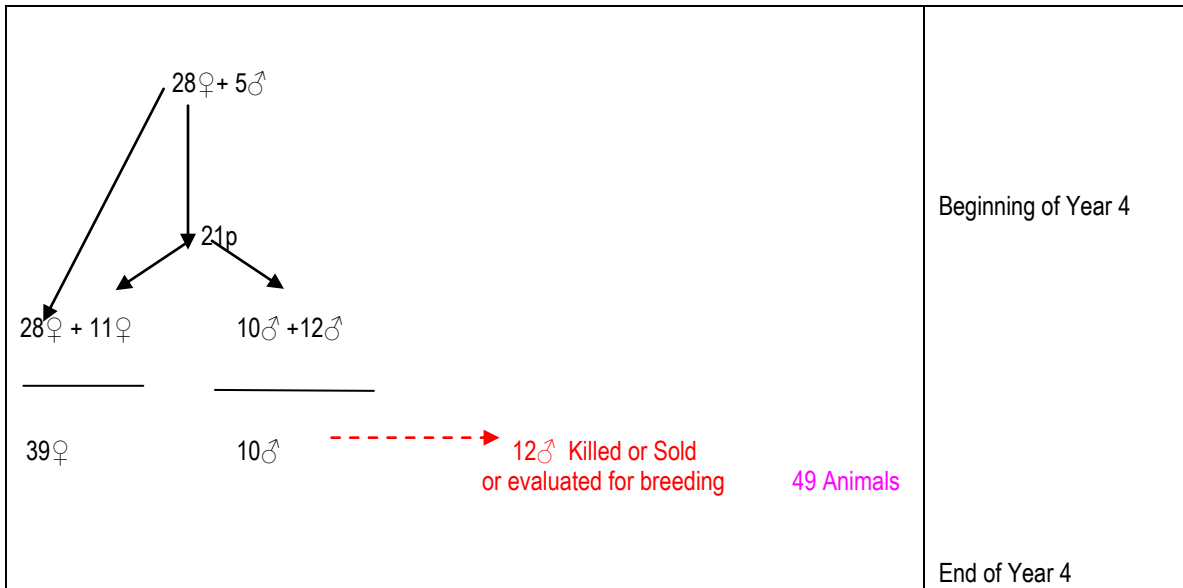 28♀+ 5♂
Beginning of Year 4
21p
28♀ + 11♀ 10♂ +12♂
39♀ 10♂ 12♂ Killed or Sold
or evaluated for breeding 49 Animals
End of Year 4